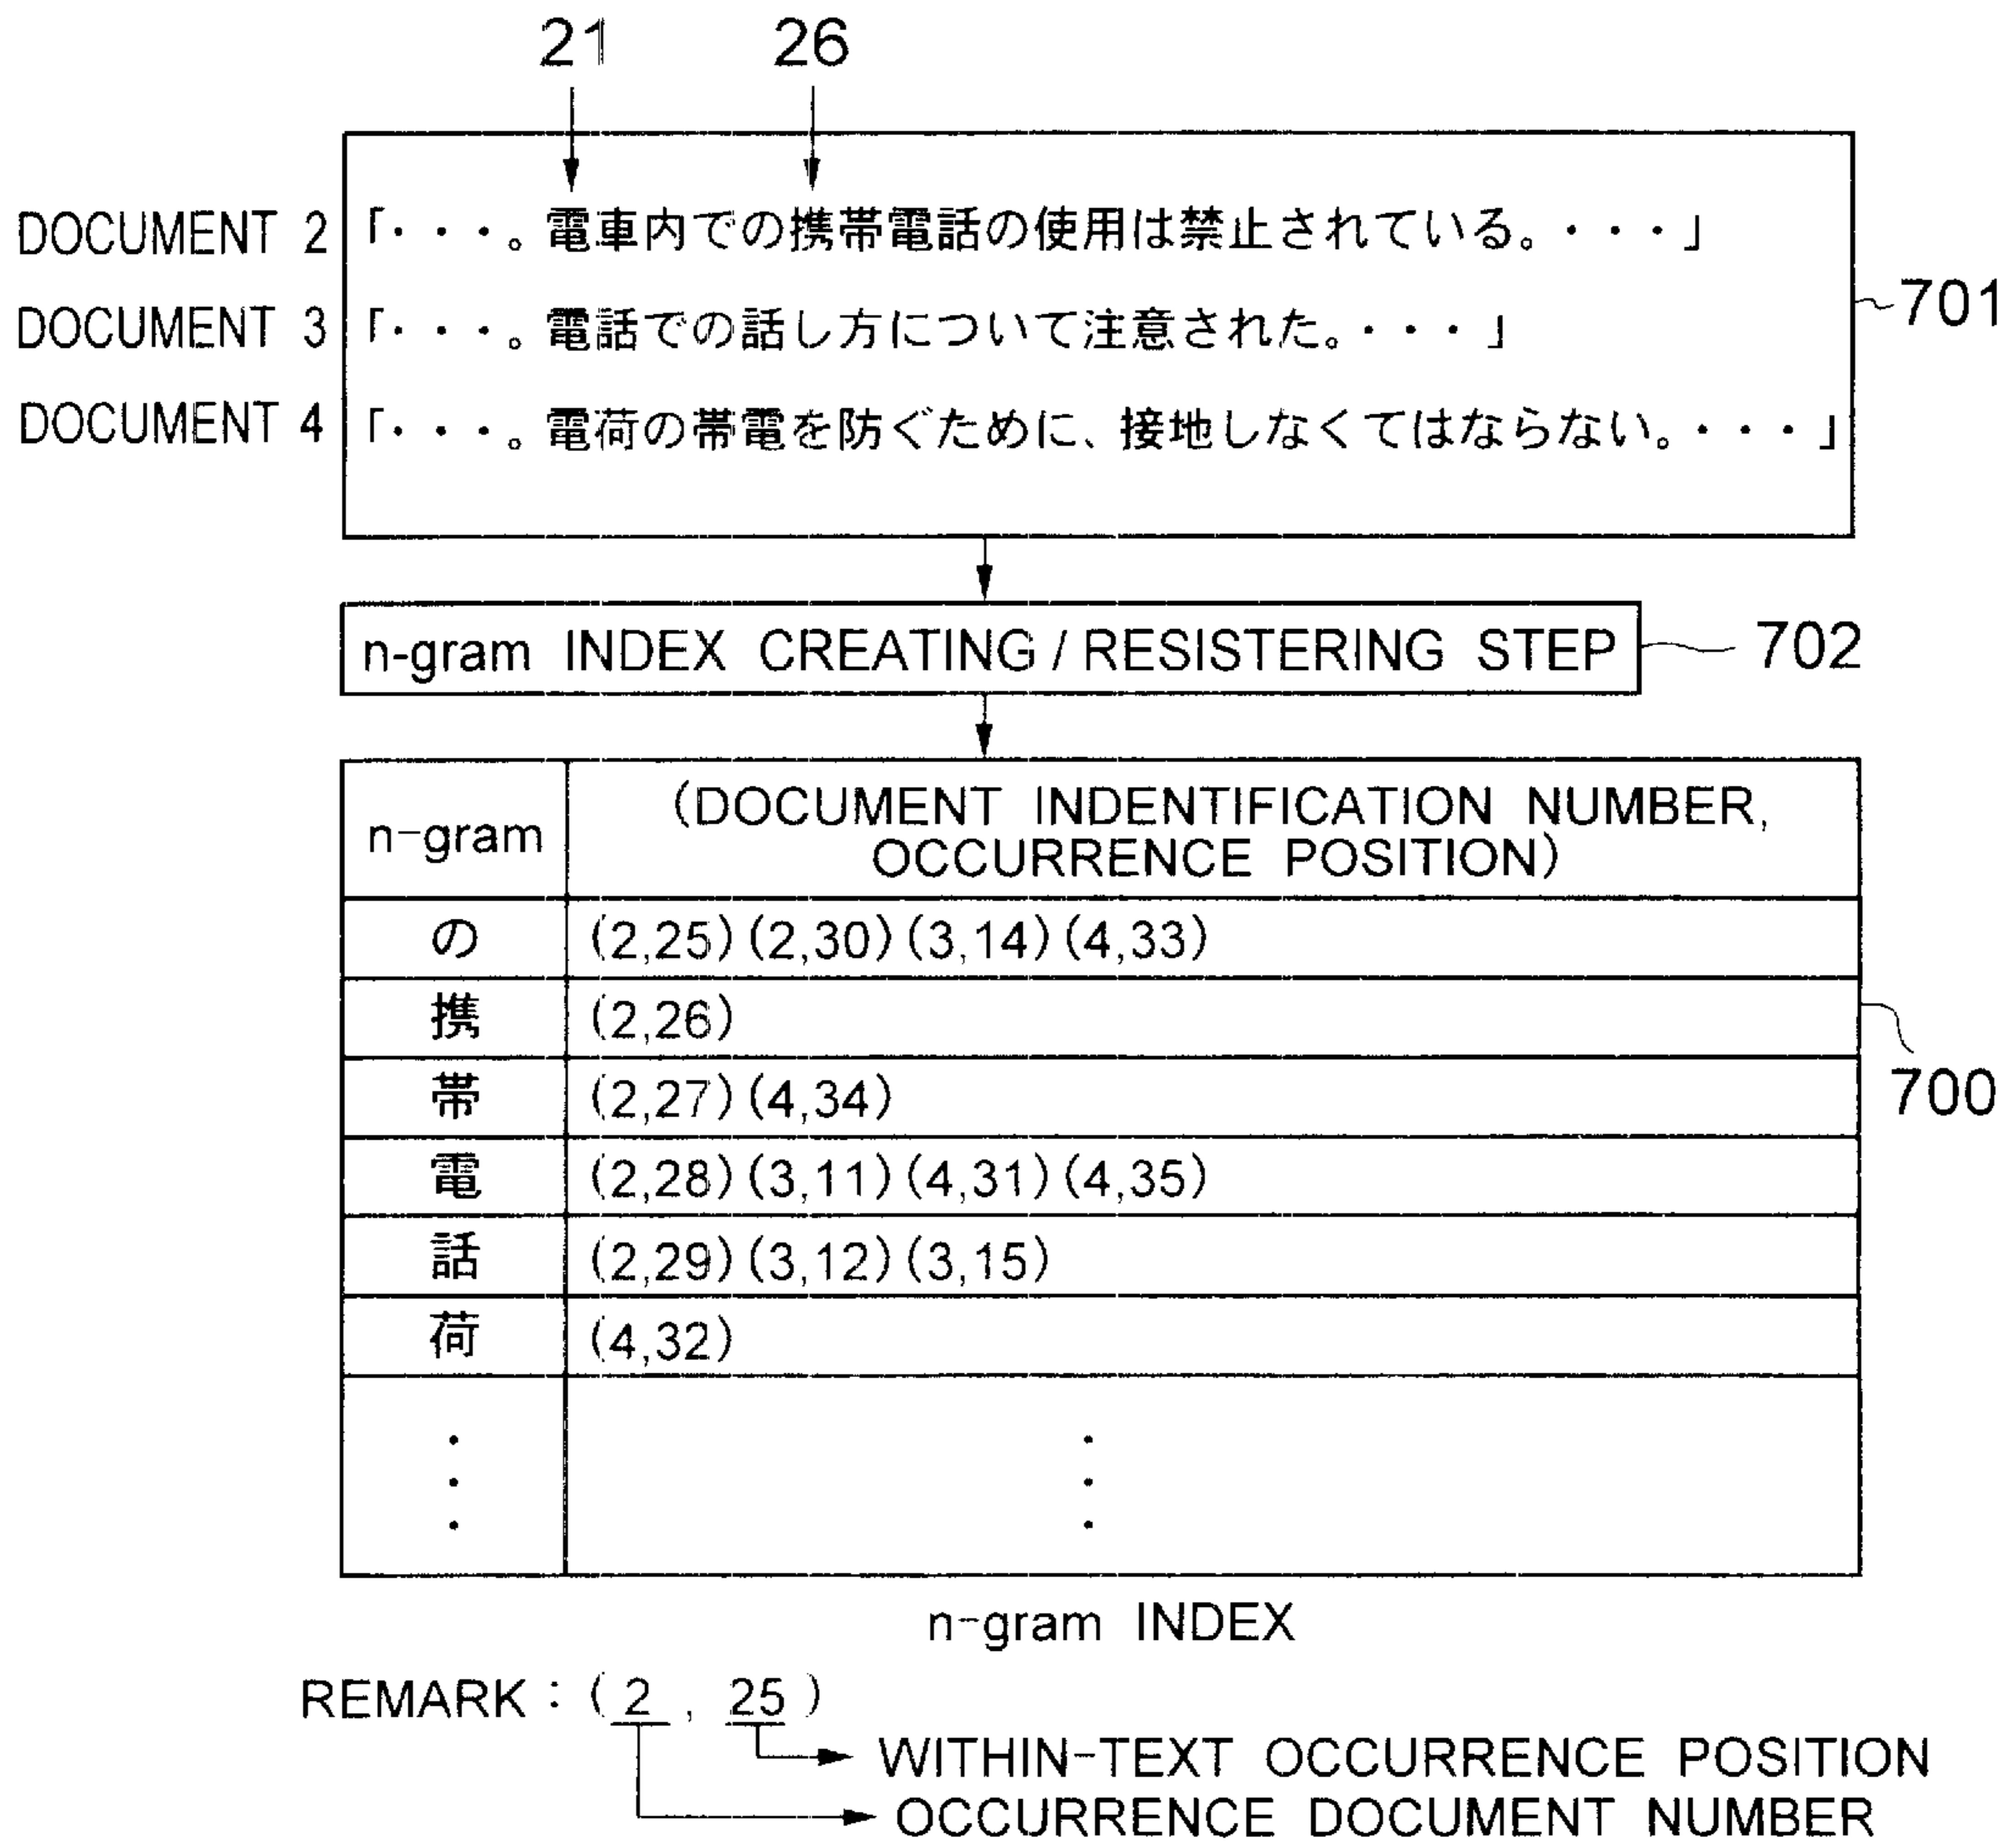 21 26
DOCUMENT 2 「・・・。電車内での携帯電話の使用は禁止されている。・・・」
DOCUMENT 3 「・・・。電話での話し方について注意された。・・・」
701
DOCUMENT 4 「・・・。電荷の帯電を防ぐために、接地しなくてはならない。・・・」
n-gram INDEX CREATING / RESISTERING STEP 702
n-gram (DOCUMENT INDENTIFICATION NUMBER,
OCCURRENCE POSITION)
の (2,25)(2,30)(3,14)(4,33)
携 (2,26)
帯 (2,27)(4,34)
700
電 (2,28)(3,11)(4,31)(4,35)
話 (2,29)(3,12)(3,15)
荷 (4,32)
n-gram INDEX
REMARK : ( 2 , 25 )
WITHIN-TEXT OCCURRENCE POSITION
OCCURRENCE DOCUMENT NUMBER